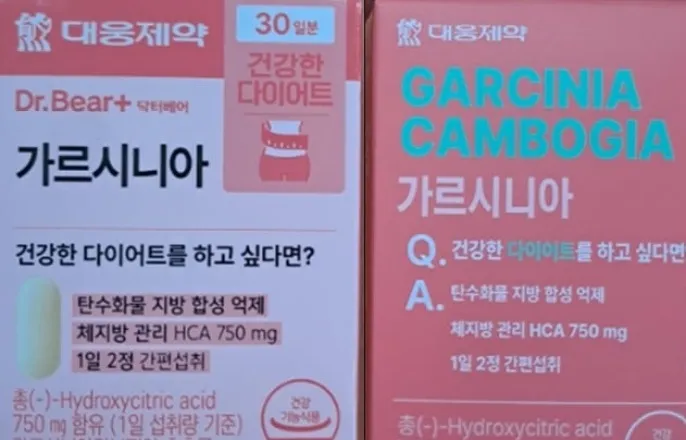 대웅제약
30일분
건강한
다이어트
Dr.Bear+ 닥터베어
가르시니아
건강한 다이어트를 하고 싶다면?
탄수화물 지방 합성 억제
체지방 관리 HCA 750 mg
1일 2정 간편섭취
총(-)-Hydroxycitric acid
750 mg 함유 (1일 섭취량 기준)
건강
기능식품
대웅제약
GARCINIA
CAMBOGIA
가르시니아
Q. 건강한 다이어트를 하고 싶다면
A. 탄수화물 지방 합성 억제
체지방 관리 HCA 750 mg
1일 2정 간편섭취
총(-)-Hydroxycitric acid
건강